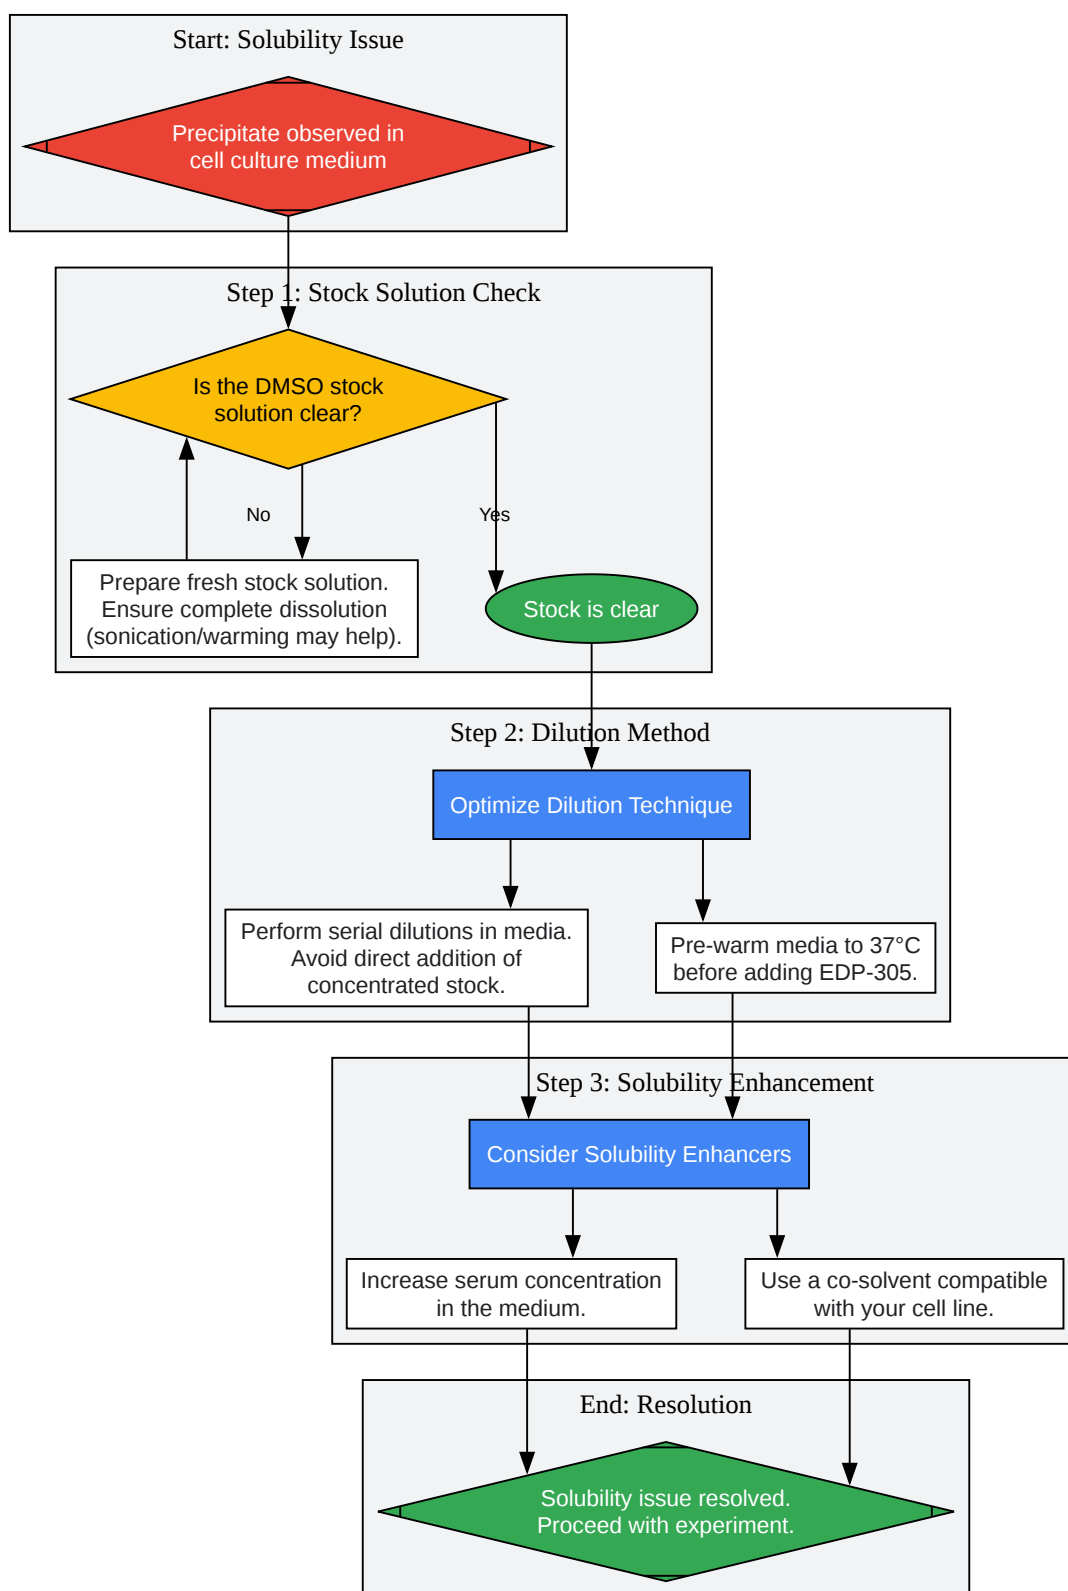 Start: Solubility Issue
Precipitate observed in
cell culture medium
Step 1: Stock Solution Check
Is the DMSO stock
solution clear?
No
Yes
Prepare fresh stock solution.
Ensure complete dissolution
(sonication/warming may help).
Stock is clear
Step 2: Dilution Method
Optimize Dilution Technique
Perform serial dilutions in media.
Avoid direct addition of
concentrated stock.
Pre-warm media to 37°C
before adding EDP-305.
Step 3: Solubility Enhancement
Consider Solubility Enhancers
Increase serum concentration
in the medium.
Use a co-solvent compatible
with your cell line.
End: Resolution
Solubility issue resolved.
Proceed with experiment.